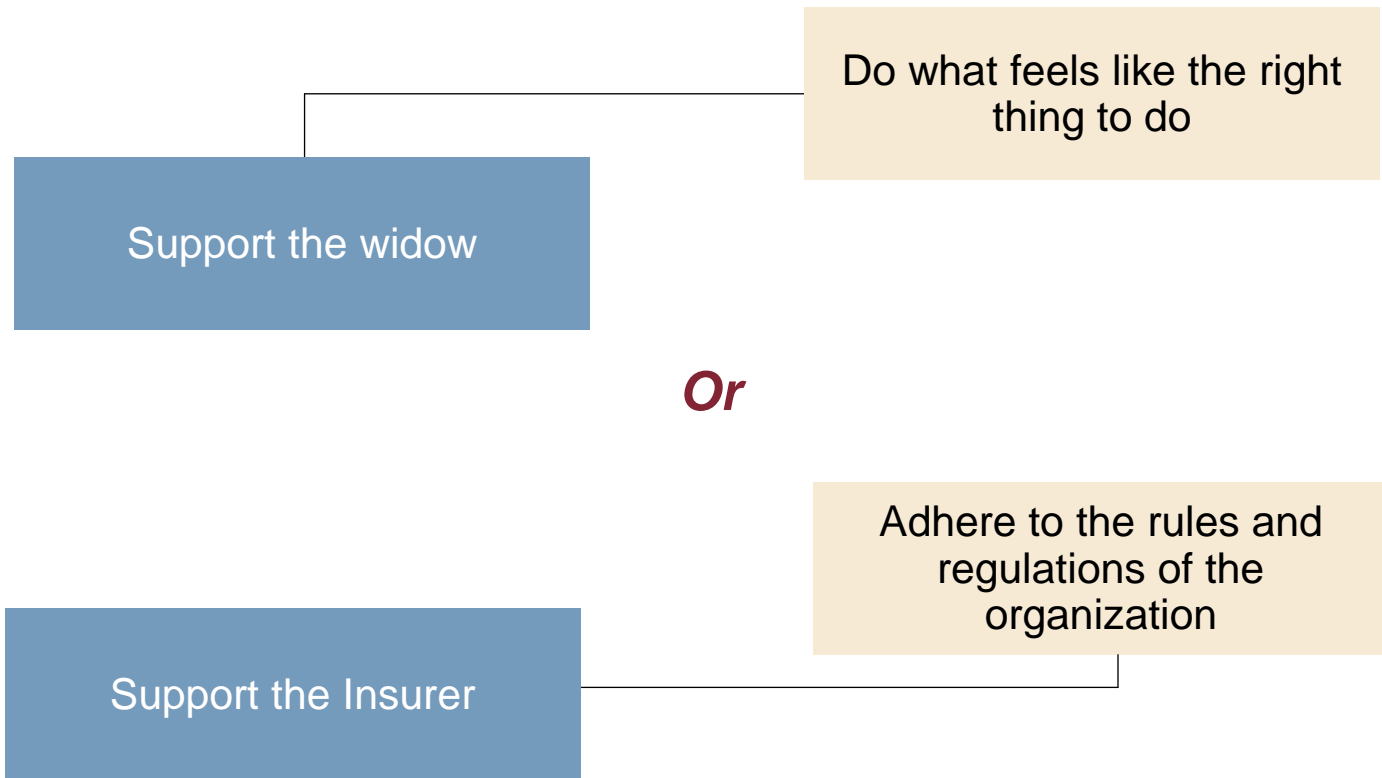 Do what feels like the right
thing to do
Support the widow
Or
Adhere to the rules and
regulations of the
organization
Support the Insurer